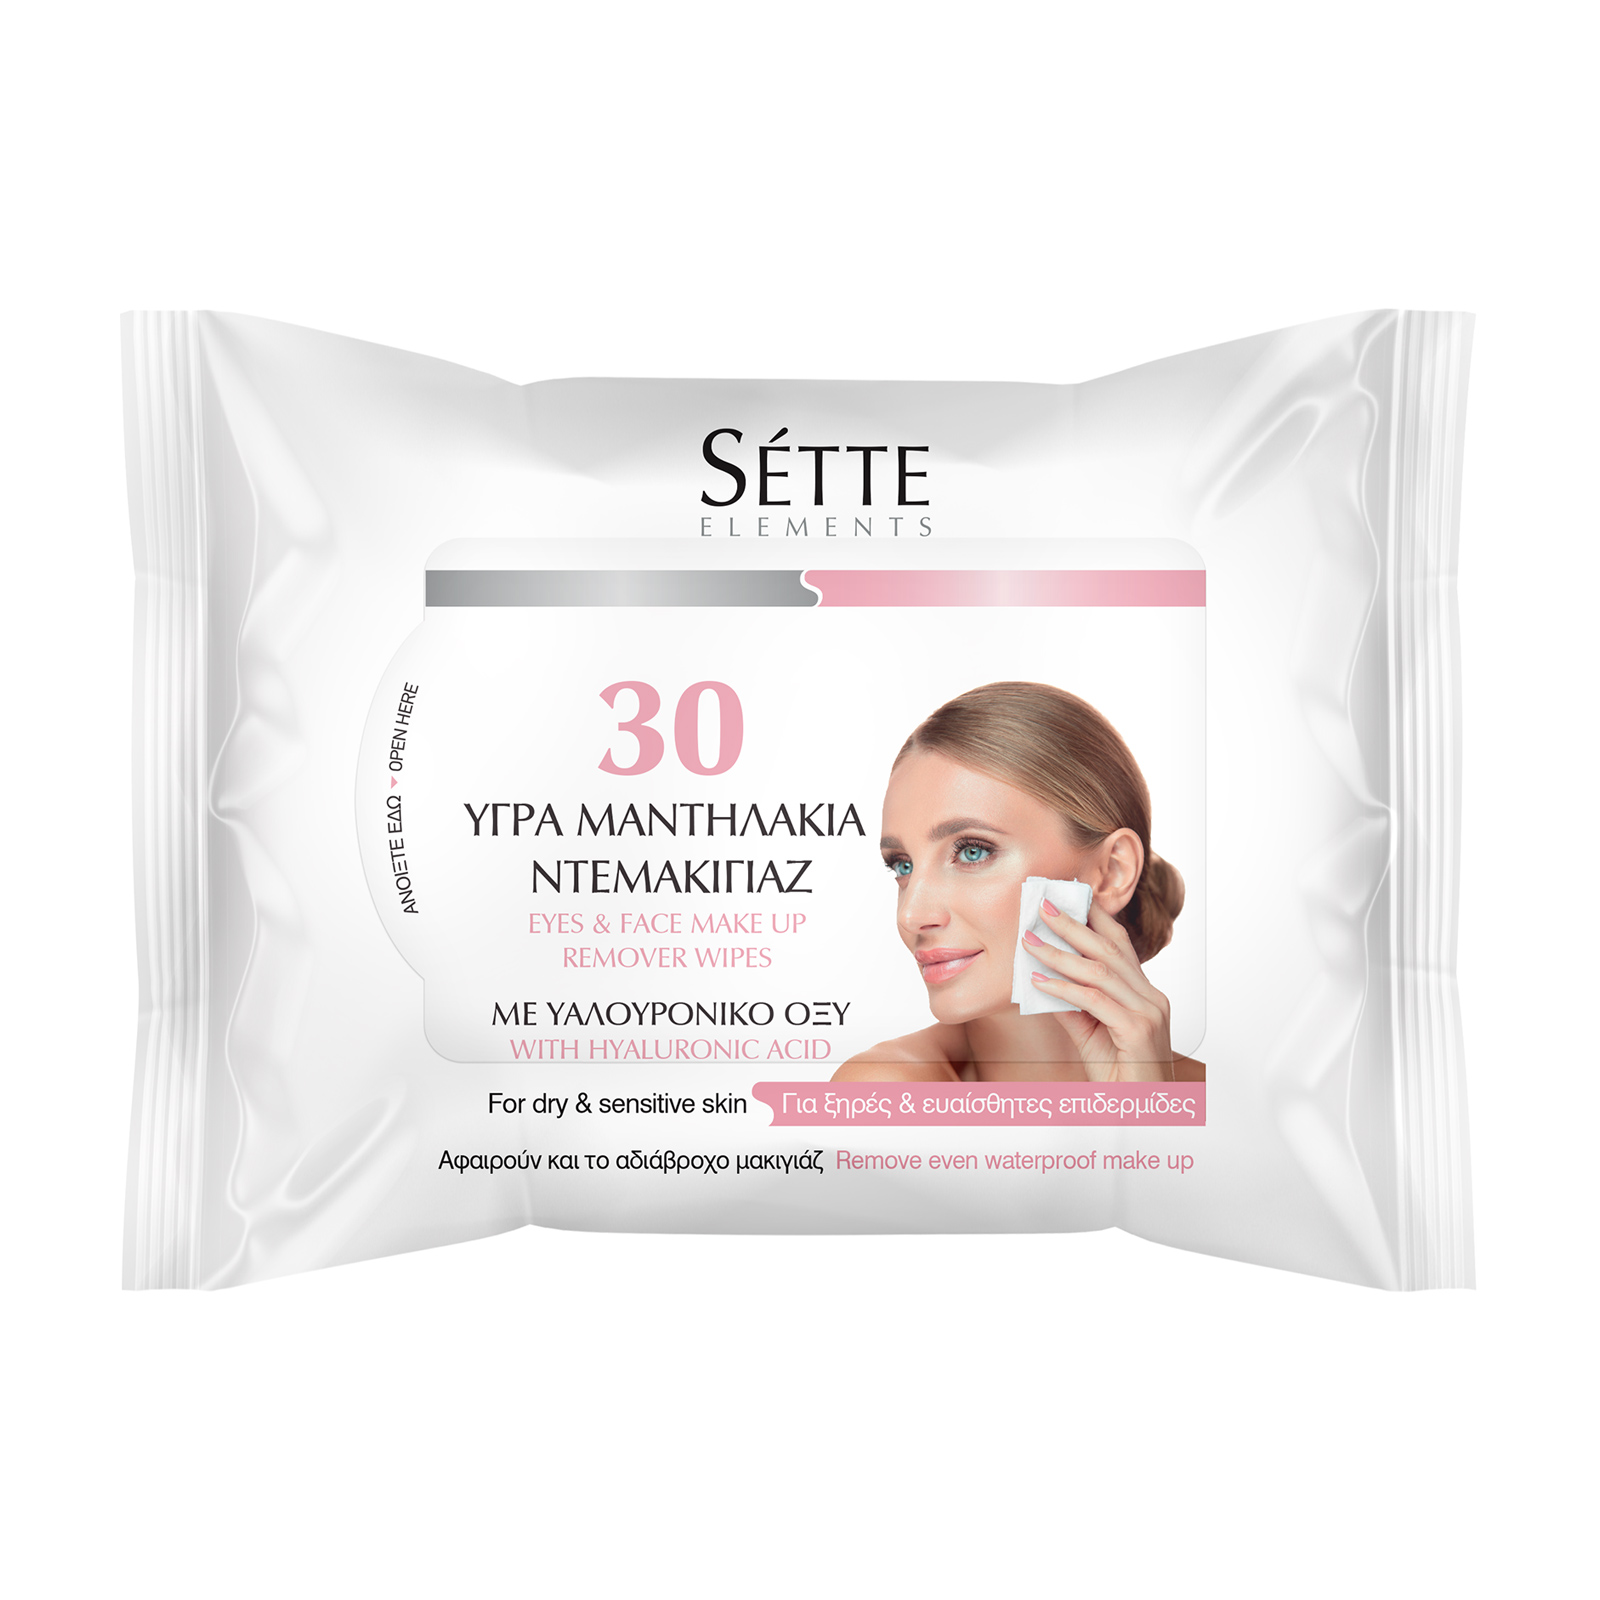 SÉTTE
ELEMENTS
ΑΝΟΙΞΤΕ ΕΔΩ OPEN HERE
30
ΥΓΡΑ ΜΑΝΤΗΛΑΚΙΑ
ΝΤΕΜΑΚΙΓΙΑΖ
EYES & FACE MAKE UP
REMOVER WIPES
ΜΕ ΥΑΛΟΥΡΟΝΙΚΟ ΟΞΥ
WITH HYALURONIC ACID
For dry & sensitive skin Για ξηρές & ευαίσθητες επιδερμίδες
Αφαιρούν και το αδιάβροχο μακιγιάζ Remove even waterproof make up